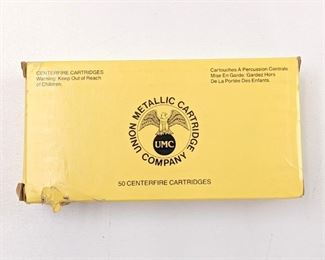 CENTERFIRE CARTRIDGES
Warning: Keep Out of Reach
of Children.
Cartouches A Percussion Centrale
Mise En Garde: Gardez Hors
De La Portée Des Enfants.
UNION METALLIC CARTRIDGE
COMPANY
UMC
50 CENTERFIRE CARTRIDGES